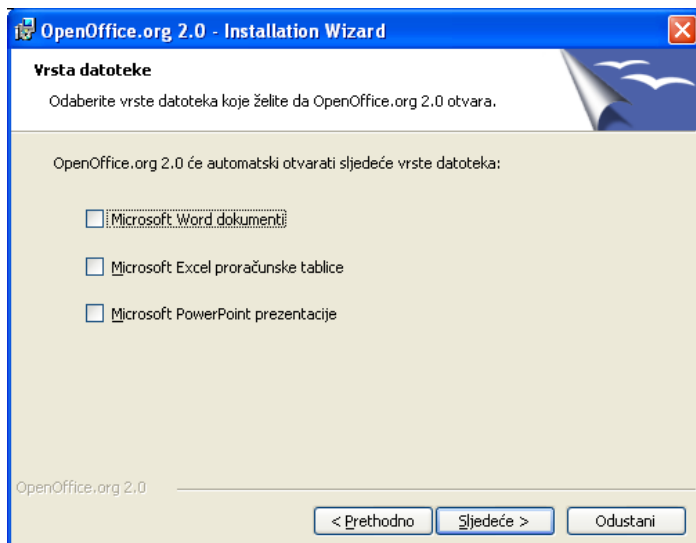 OpenOffice.org 2.0 - Installation Wizard
Vrsta datoteke
Odaberite vrste datoteka koje želite da OpenOffice.org 2.0 otvara.
OpenOffice.org 2.0 će automatski otvarati sljedeće vrste datoteka:
Microsoft Word dokumenti
Microsoft Excel proračunske tablice
Microsoft PowerPoint prezentacije
OpenOffice.org 2.0
< Prethodno Sljedeće > Odustani